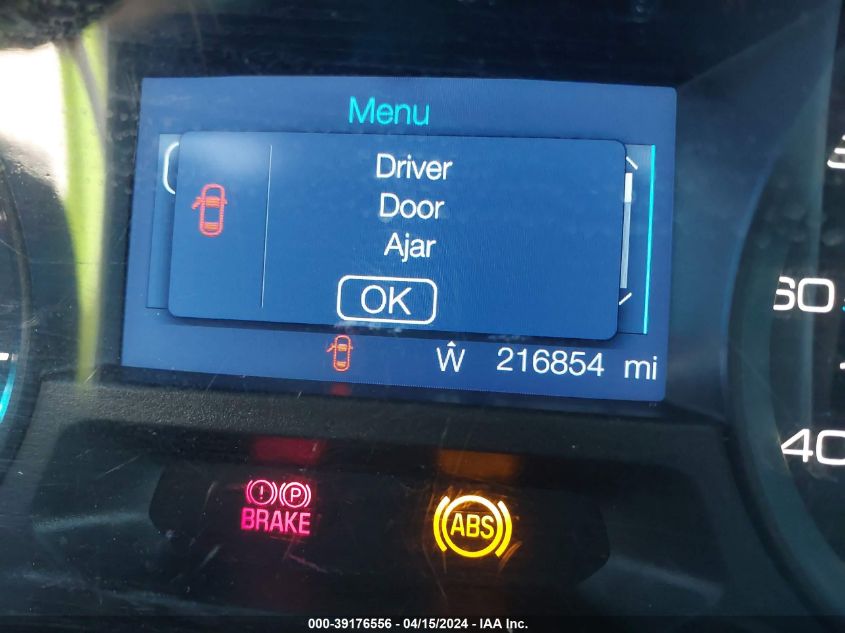 Menu
Driver
Door
Ajar
OK
W 216854 mi
60
40
! P
BRAKE
ABS
000-39176556 - 04/15/2024 - IAA Inc.